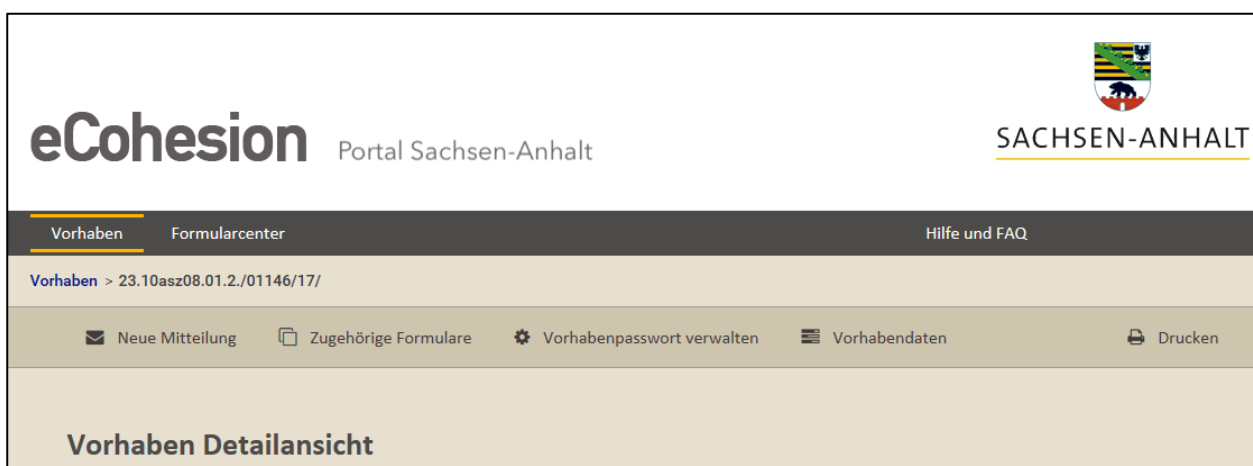 eCohesion Portal Sachsen-Anhalt
SACHSEN-ANHALT
Vorhaben Formularcenter Hilfe und FAQ
Vorhaben > 23.10asz08.01.2./01146/17/
Neue Mitteilung Zugehörige Formulare Vorhabenpasswort verwalten Vorhabendaten Drucken
Vorhaben Detailansicht